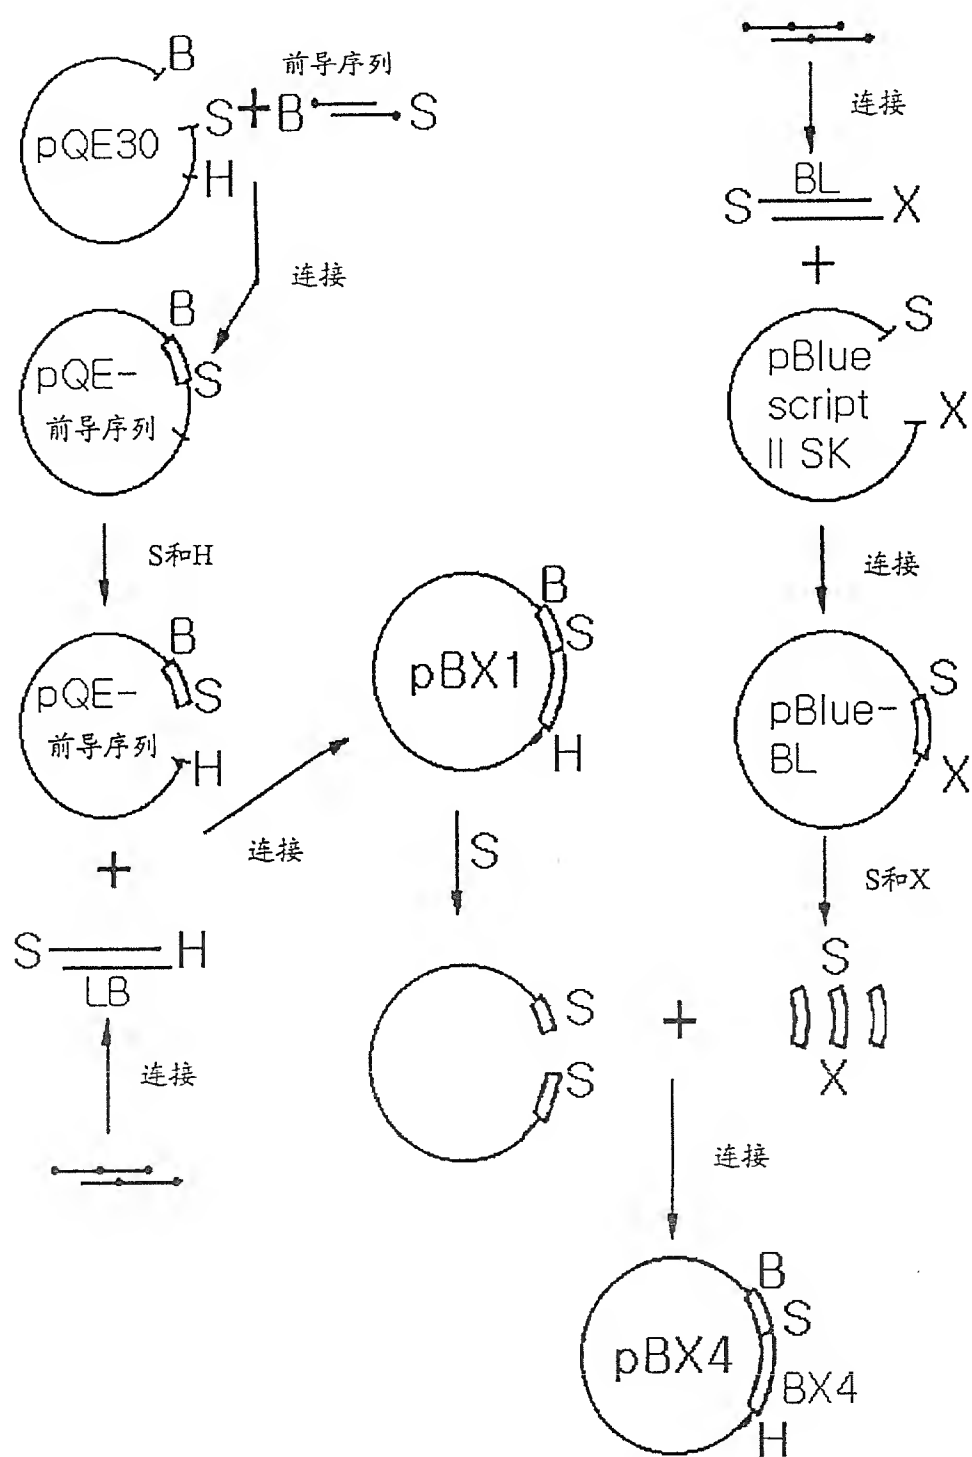 B
pQE30
S
+
前导序列
B
S
H
连接
B
pQE-
前导序列
S
S和H
B
pQE-
前导序列
S
H
+
S
H
LB
连接
连接
B
S
pBX1
H
S
S
S
+
连接
BL
S
X
+
S
pBlue
script
II SK
X
连接
S
pBlue-
BL
X
S和X
S
X
连接
B
S
pBX4
BX4
H